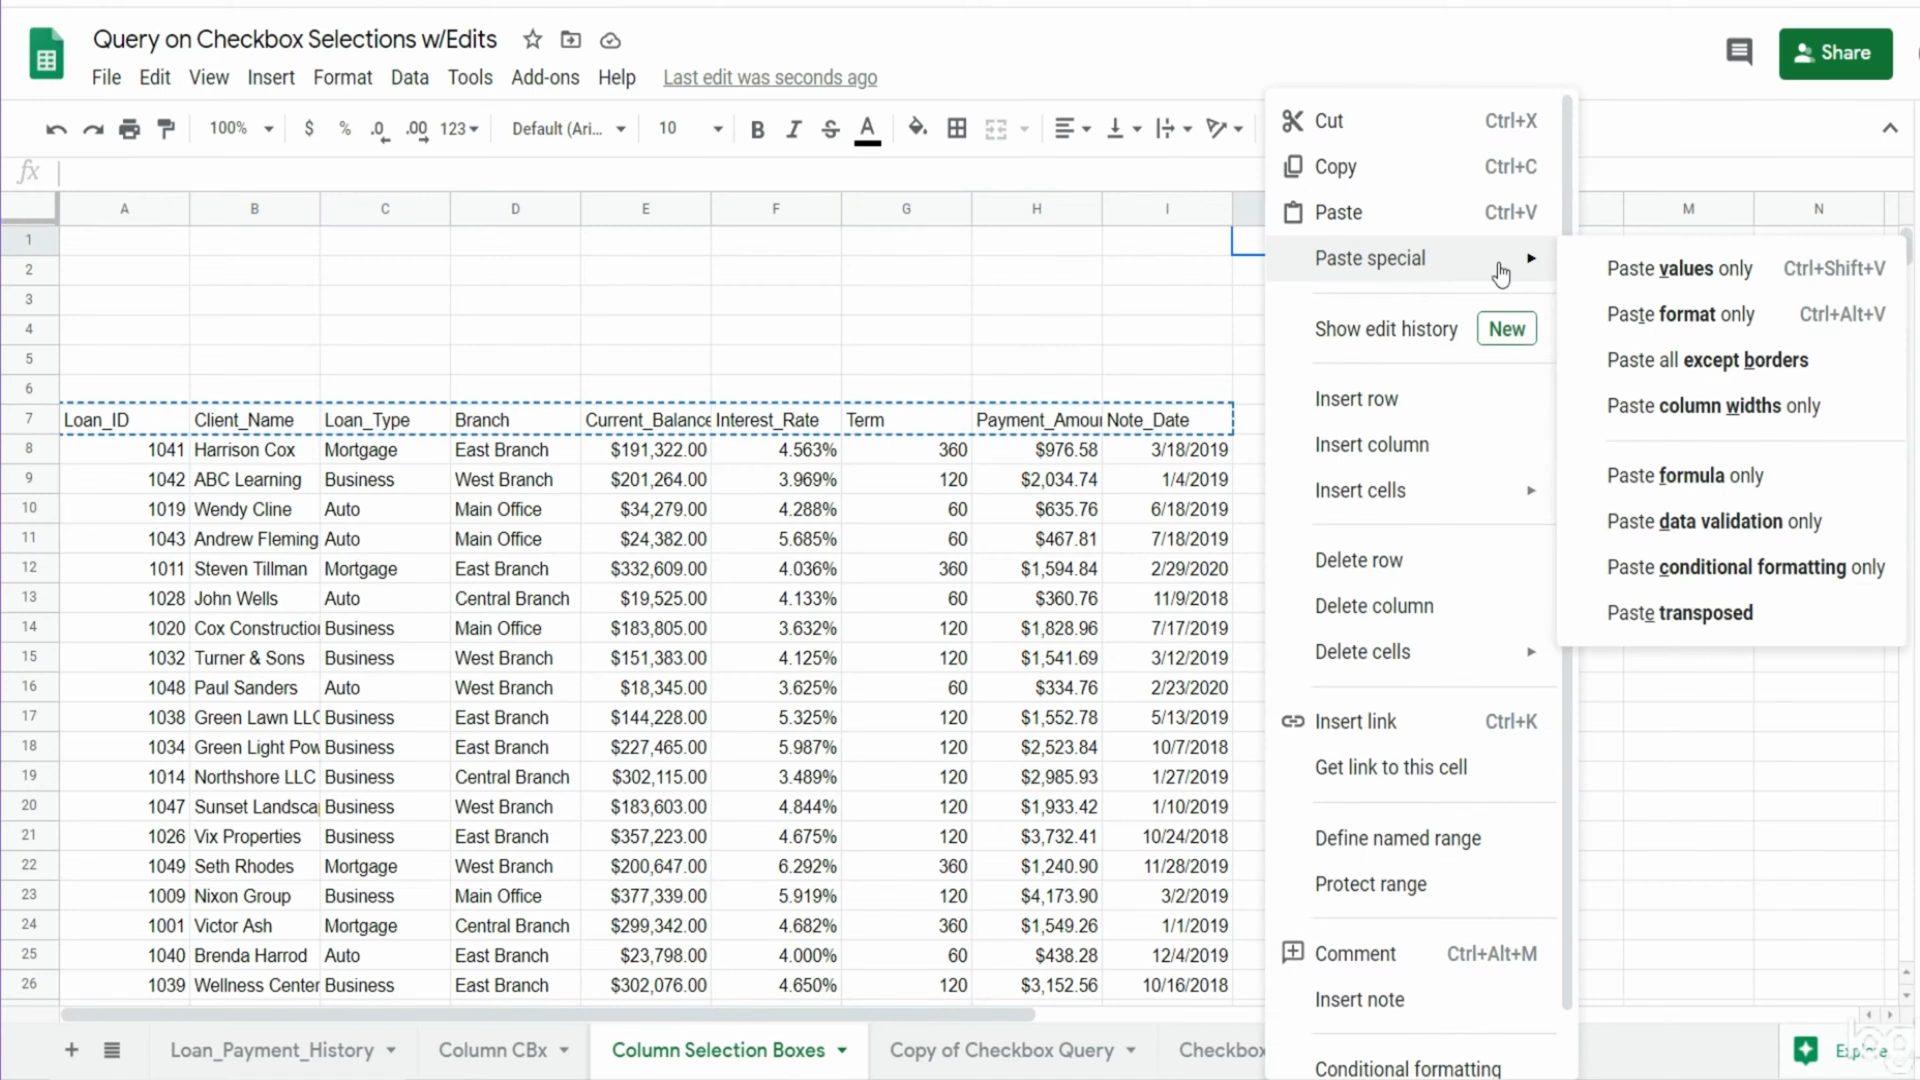 Query on Checkbox Selections w/Edits
File Edit View Insert Format Data Tools Add-ons Help Last edit was seconds ago
Share
100% $ % .0 .00 123 Default (Ari... 10 B I S A
fx
A B C D E F G H I M N
1
2
3
4
5
6
7 Loan_ID Client_Name Loan_Type Branch Current_Balance Interest_Rate Term Payment_Amou Note_Date
8 1041 Harrison Cox Mortgage East Branch $191,322.00 4.563% 360 $976.58 3/18/2019
9 1042 ABC Learning Business West Branch $201,264.00 3.969% 120 $2,034.74 1/4/2019
10 1019 Wendy Cline Auto Main Office $34,279.00 4.288% 60 $635.76 6/18/2019
11 1043 Andrew Fleming Auto Main Office $24,382.00 5.685% 60 $467.81 7/18/2019
12 1011 Steven Tillman Mortgage East Branch $332,609.00 4.036% 360 $1,594.84 2/29/2020
13 1028 John Wells Auto Central Branch $19,525.00 4.133% 60 $360.76 11/9/2018
14 1020 Cox Constructio Business Main Office $183,805.00 3.632% 120 $1,828.96 7/17/2019
15 1032 Turner & Sons Business West Branch $151,383.00 4.125% 120 $1,541.69 3/12/2019
16 1048 Paul Sanders Auto West Branch $18,345.00 3.625% 60 $334.76 2/23/2020
17 1038 Green Lawn LLC Business East Branch $144,228.00 5.325% 120 $1,552.78 5/13/2019
18 1034 Green Light Pow Business East Branch $227,465.00 5.987% 120 $2,523.84 10/7/2018
19 1014 Northshore LLC Business Central Branch $302,115.00 3.489% 120 $2,985.93 1/27/2019
20 1047 Sunset Landsca Business West Branch $183,603.00 4.844% 120 $1,933.42 1/10/2019
21 1026 Vix Properties Business East Branch $357,223.00 4.675% 120 $3,732.41 10/24/2018
22 1049 Seth Rhodes Mortgage West Branch $200,647.00 6.292% 360 $1,240.90 11/28/2019
23 1009 Nixon Group Business Main Office $377,339.00 5.919% 120 $4,173.90 3/2/2019
24 1001 Victor Ash Mortgage Central Branch $299,342.00 4.682% 360 $1,549.26 1/1/2019
25 1040 Brenda Harrod Auto East Branch $23,798.00 4.000% 60 $438.28 12/4/2019
26 1039 Wellness Center Business East Branch $302,076.00 4.650% 120 $3,152.56 10/16/2018
Cut Ctrl+X
Copy Ctrl+C
Paste Ctrl+V
Paste special
Show edit history New
Insert row
Insert column
Insert cells
Delete row
Delete column
Delete cells
Insert link Ctrl+K
Get link to this cell
Define named range
Protect range
Comment Ctrl+Alt+M
Insert note
Conditional formatting
Paste values only Ctrl+Shift+V
Paste format only Ctrl+Alt+V
Paste all except borders
Paste column widths only
Paste formula only
Paste data validation only
Paste conditional formatting only
Paste transposed
Loan_Payment_History Column CBx Column Selection Boxes Copy of Checkbox Query Checkbox
Explore